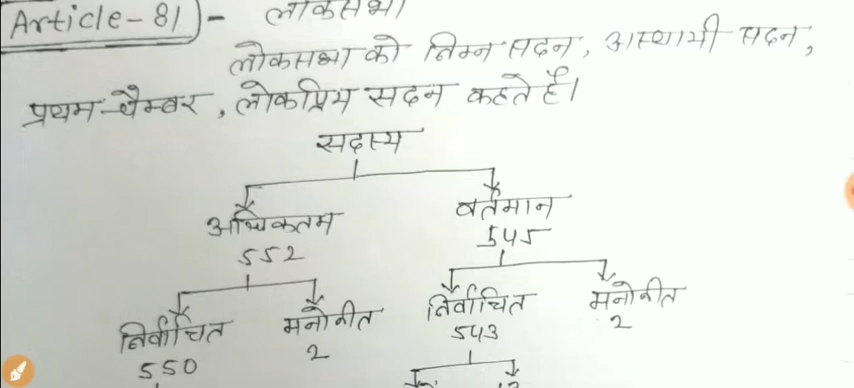 Article-81) - लोकसभा
लोकसभा को निम्न सदन, अस्थायी सदन,
प्रथम चैम्बर, लोकप्रिय सदन कहते हैं।
सदस्य
अधिकतम वर्तमान
552 545
निर्वाचित मनोनीत निर्वाचित मनोनीत
550 2 543 2